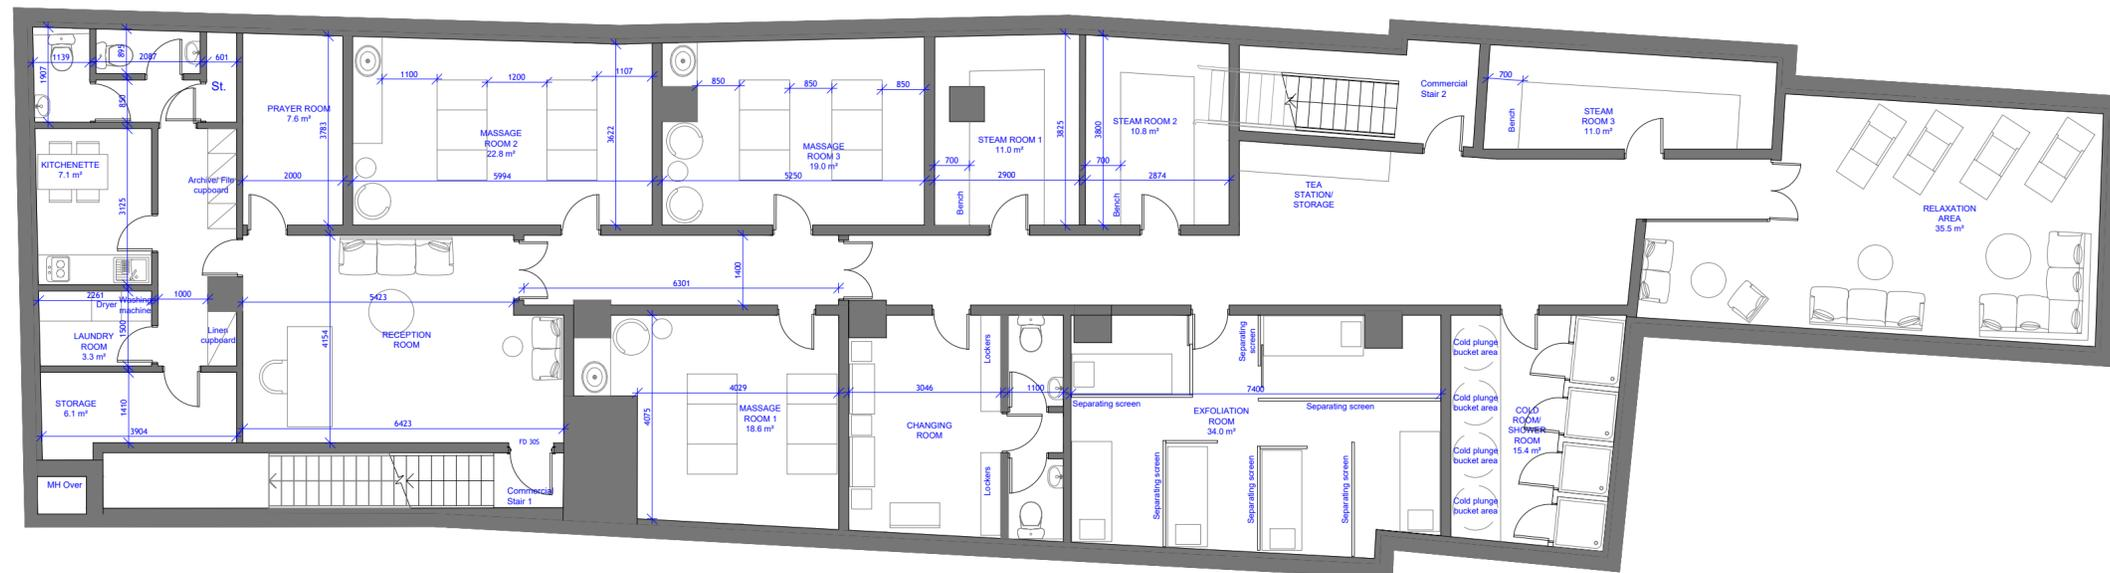 1139
1907
895
2087
601
850
St.
PRAYER ROOM
7.6 m²
3783
2000
1100
1200
1107
MASSAGE
ROOM 2
22.8 m²
3622
5994
850
850
850
MASSAGE
ROOM 3
19.0 m²
5250
STEAM ROOM 1
11.0 m²
3825
700
2900
Bench
STEAM ROOM 2
10.8 m²
3800
700
2874
Bench
Commercial
Stair 2
700
Bench
STEAM
ROOM 3
11.0 m²
TEA
STATION/
STORAGE
RELAXATION
AREA
35.5 m²
KITCHENETTE
7.1 m²
3125
Archive/ File
cupboard
2261
1000
Dryer
Washing
machine
1500
LAUNDRY
ROOM
3.3 m²
Linen
cupboard
STORAGE
6.1 m²
1410
3904
MH Over
5423
4154
RECEPTION
ROOM
6423
FD 30S
Commercial
Stair 1
6301
1400
4075
4029
MASSAGE
ROOM 1
18.6 m²
3046
CHANGING
ROOM
Lockers
Lockers
1100
7400
Separating
screen
Separating screen
Separating screen
EXFOLIATION
ROOM
34.0 m²
Separating screen
Separating screen
Separating screen
Cold plunge
bucket area
Cold plunge
bucket area
Cold plunge
bucket area
Cold plunge
bucket area
COLD
ROOM/
SHOWER
ROOM
15.4 m²